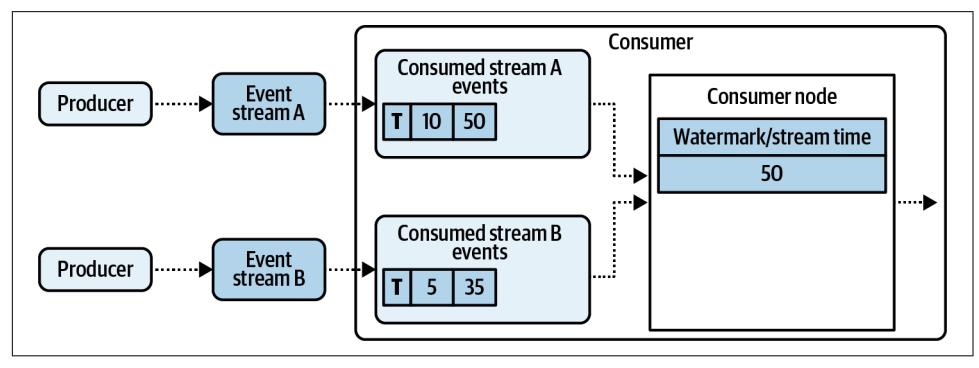 Consumer
Producer
Event
stream A
Consumed stream A
events
T 10 50
Consumer node
Watermark/stream time
50
Producer
Event
stream B
Consumed stream B
events
T 5 35